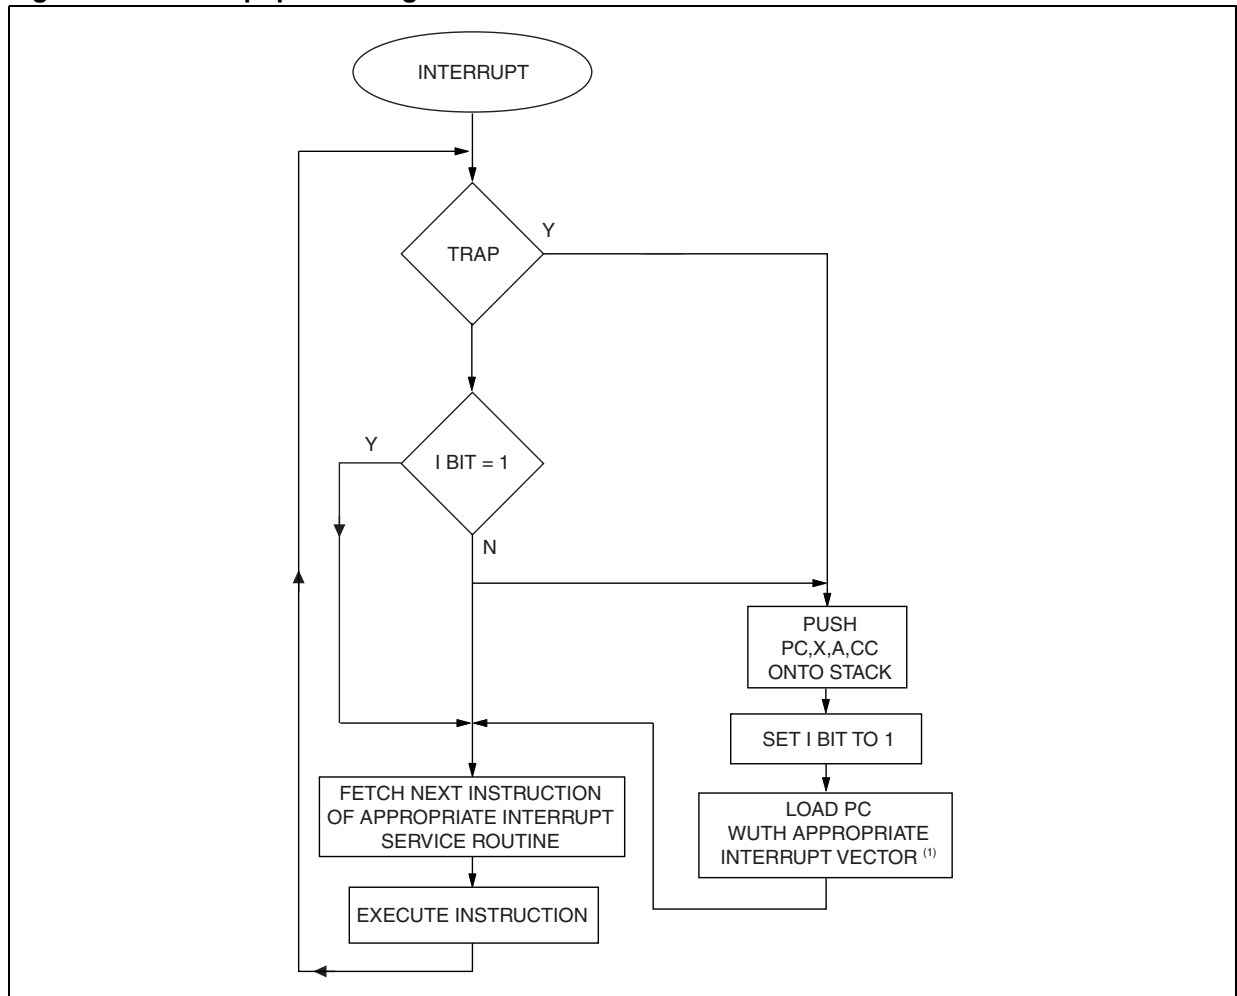 INTERRUPT
TRAP
Y
I BIT = 1
Y
N
PUSH
PC,X,A,CC
ONTO STACK
SET I BIT TO 1
LOAD PC
WUTH APPROPRIATE
INTERRUPT VECTOR (1)
FETCH NEXT INSTRUCTION
OF APPROPRIATE INTERRUPT
SERVICE ROUTINE
EXECUTE INSTRUCTION